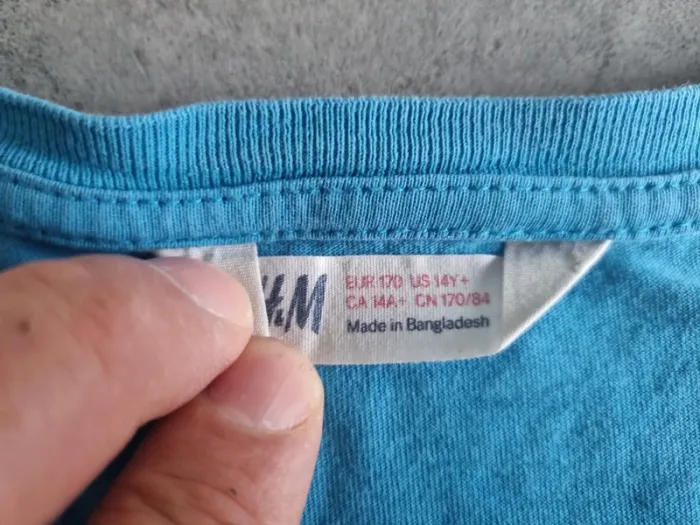 H&M
EUR 170 US 14Y+
CA 14A+ CN 170/84
Made in Bangladesh